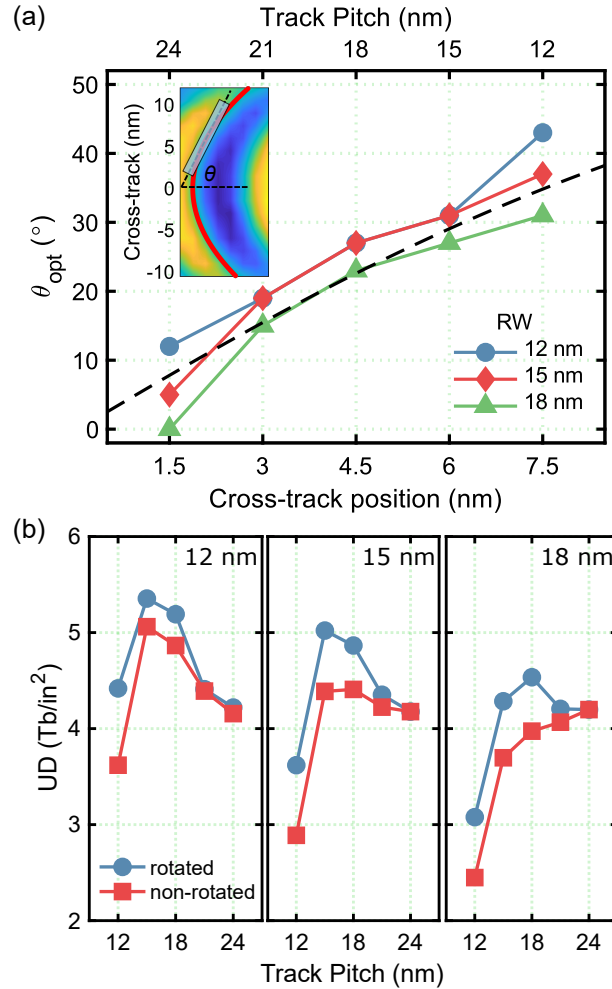 (a)
Track Pitch (nm)
24 21 18 15 12
50
40
30
20
10
0
θopt (°)
Cross-track (nm)
10
5
0
-5
-10
θ
RW
12 nm
15 nm
18 nm
1.5 3 4.5 6 7.5
Cross-track position (nm)
(b)
6
5
4
3
2
UD (Tb/in²)
12 nm 15 nm 18 nm
rotated
non-rotated
12 18 24 12 18 24 12 18 24
Track Pitch (nm)